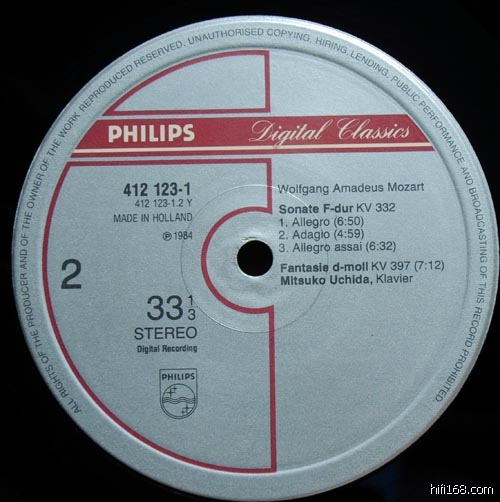 ALL RIGHTS OF THE PRODUCER AND OF THE OWNER OF THE WORK REPRODUCED RESERVED. UNAUTHORISED COPYING, HIRING, LENDING, PUBLIC PERFORMANCE AND BROADCASTING OF THIS RECORD PROHIBITED
PHILIPS Digital Classics
412 123-1
412 123-1.2 Y
MADE IN HOLLAND
℗ 1984
2
33 1/3
STEREO
Digital Recording
PHILIPS
Wolfgang Amadeus Mozart
Sonate F-dur KV 332
1. Allegro (6:50)
2. Adagio (4:59)
3. Allegro assai (6:32)
Fantasie d-moll KV 397 (7:12)
Mitsuko Uchida, Klavier
hifi168.com